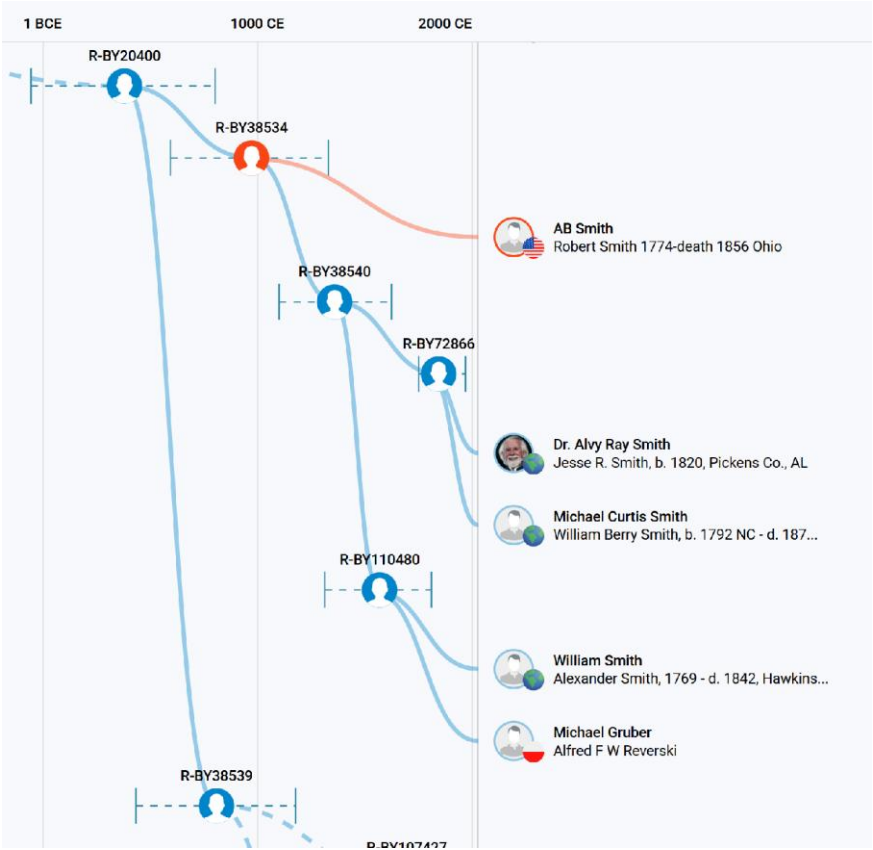 1 BCE
1000 CE
2000 CE
R-BY20400
R-BY38534
AB Smith
Robert Smith 1774-death 1856 Ohio
R-BY38540
R-BY72866
Dr. Alvy Ray Smith
Jesse R. Smith, b. 1820, Pickens Co., AL
Michael Curtis Smith
William Berry Smith, b. 1792 NC - d. 187...
R-BY110480
William Smith
Alexander Smith, 1769 - d. 1842, Hawkins...
Michael Gruber
Alfred F W Reverski
R-BY38539
R-BY107427